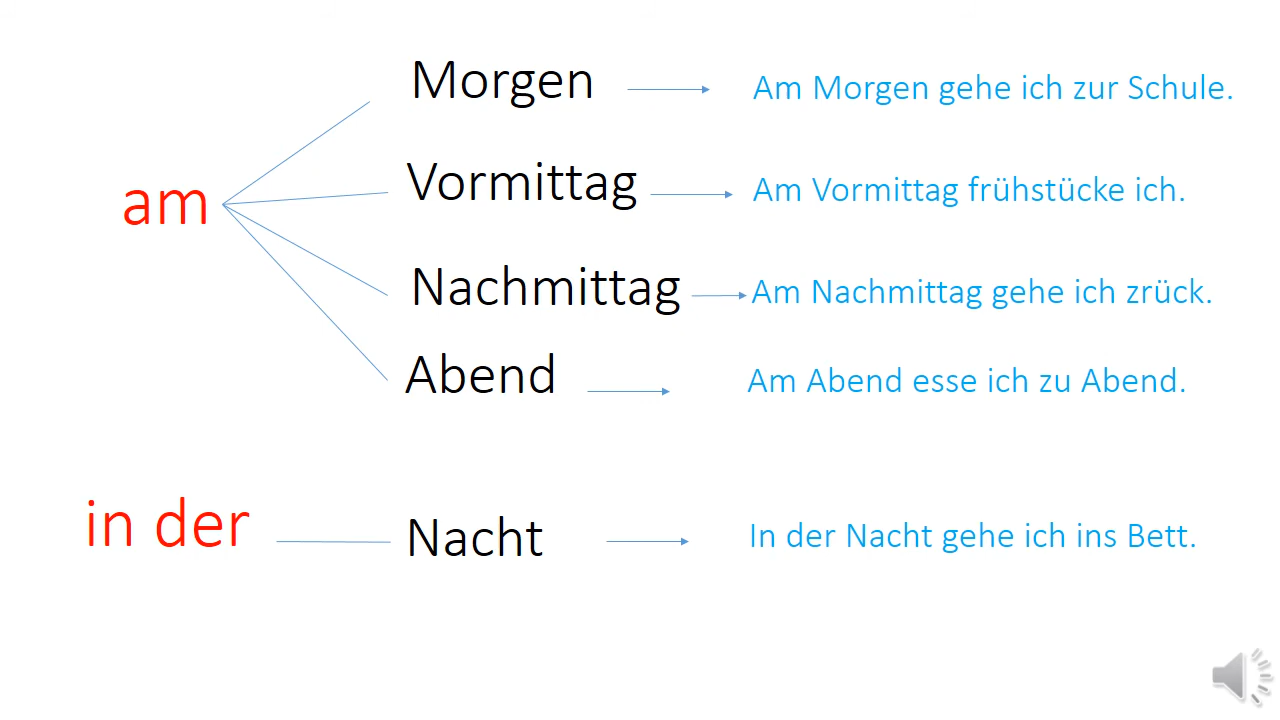 Morgen
Am Morgen gehe ich zur Schule.
am
Vormittag
Am Vormittag frühstücke ich.
Nachmittag
Am Nachmittag gehe ich zrück.
Abend
Am Abend esse ich zu Abend.
in der
Nacht
In der Nacht gehe ich ins Bett.